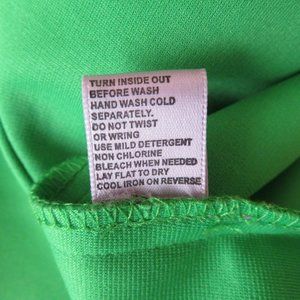 TURN INSIDE OUT
BEFORE WASH
HAND WASH COLD
SEPARATELY.
DO NOT TWIST
OR WRING
USE MILD DETERGENT
NON CHLORINE
BLEACH WHEN NEEDED
LAY FLAT TO DRY
COOL IRON ON REVERSE